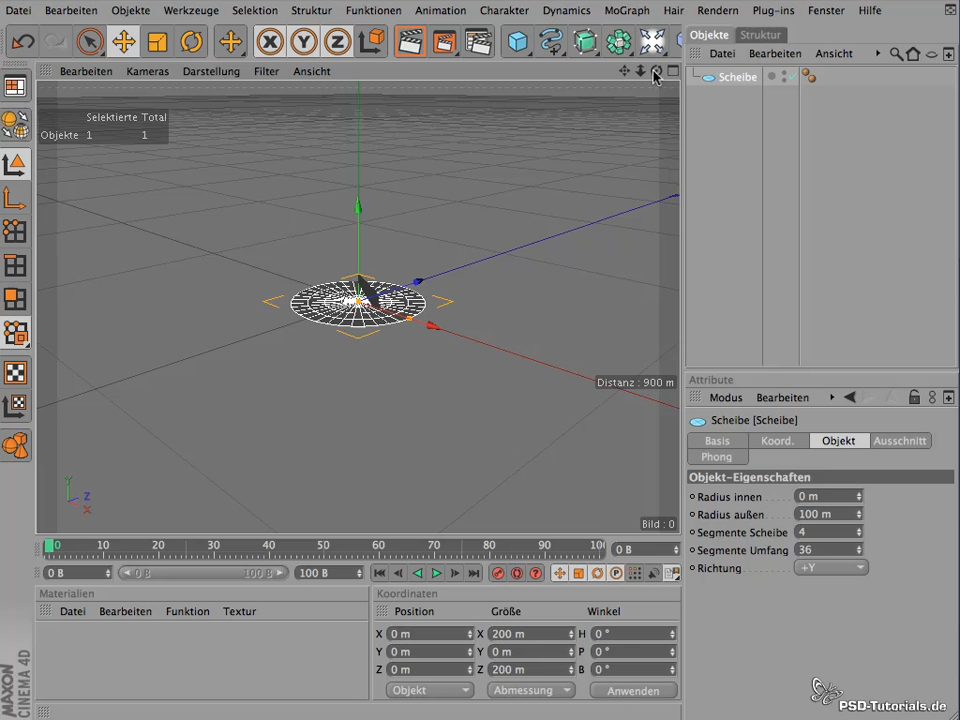 Datei Bearbeiten Objekte Werkzeuge Selektion Struktur Funktionen Animation Charakter Dynamics MoGraph Hair Rendern Plug-ins Fenster Hilfe
X Y Z
Objekte Struktur
Datei Bearbeiten Ansicht
Bearbeiten Kameras Darstellung Filter Ansicht
Scheibe
Selektierte Total
Objekte 1 1
Distanz : 900 m
Y
Z
X
Bild : 0
Attribute
Modus Bearbeiten
Scheibe [Scheibe]
Basis Koord. Objekt Ausschnitt
Phong
Objekt-Eigenschaften
Radius innen 0 m
Radius außen 100 m
Segmente Scheibe 4
Segmente Umfang 36
Richtung +Y
0 10 20 30 40 50 60 70 80 90 10
0 B
0 B 0 B 100 B 100 B
Materialien
Datei Bearbeiten Funktion Textur
Koordinaten
Position Größe Winkel
X 0 m X 200 m H 0 °
Y 0 m Y 0 m P 0 °
Z 0 m Z 200 m B 0 °
Objekt Abmessung Anwenden
MAXON
CINEMA 4D
PSD-Tutorials.de